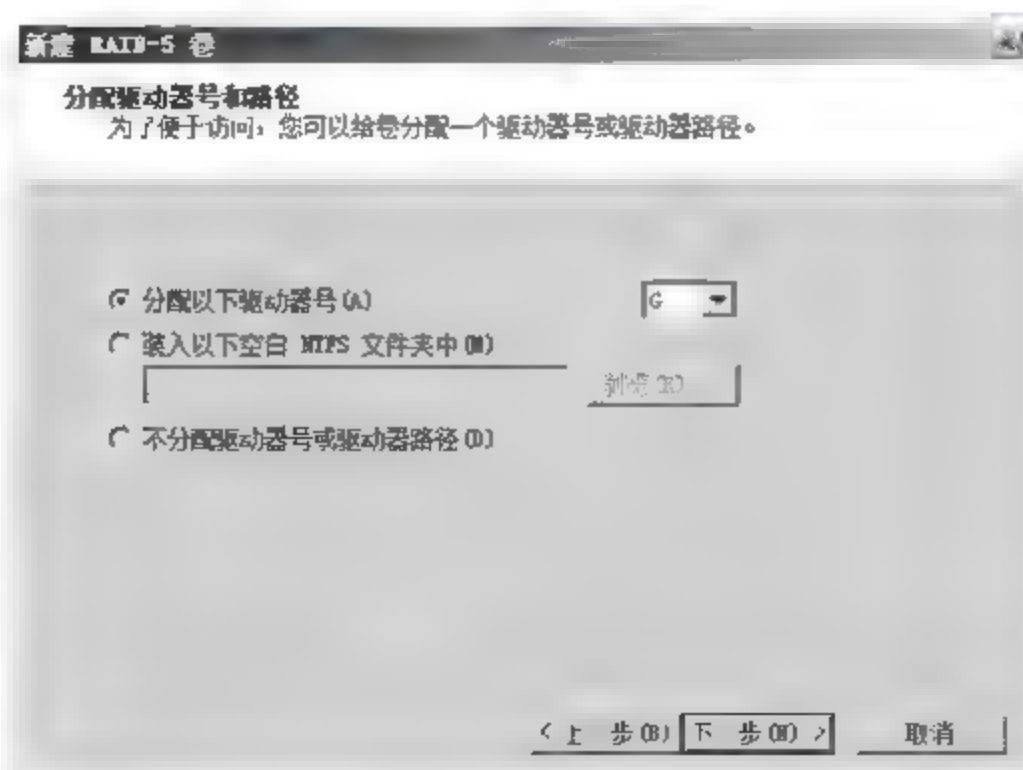 新建 RAID-5 卷
分配驱动器号和路径
为了便于访问，您可以给卷分配一个驱动器号或驱动器路径。
分配以下驱动器号(A)
G
装入以下空白 NTFS 文件夹中(M)
(R)
不分配驱动器号或驱动器路径(D)
< 上一步(B)
下一步(N) >
取消